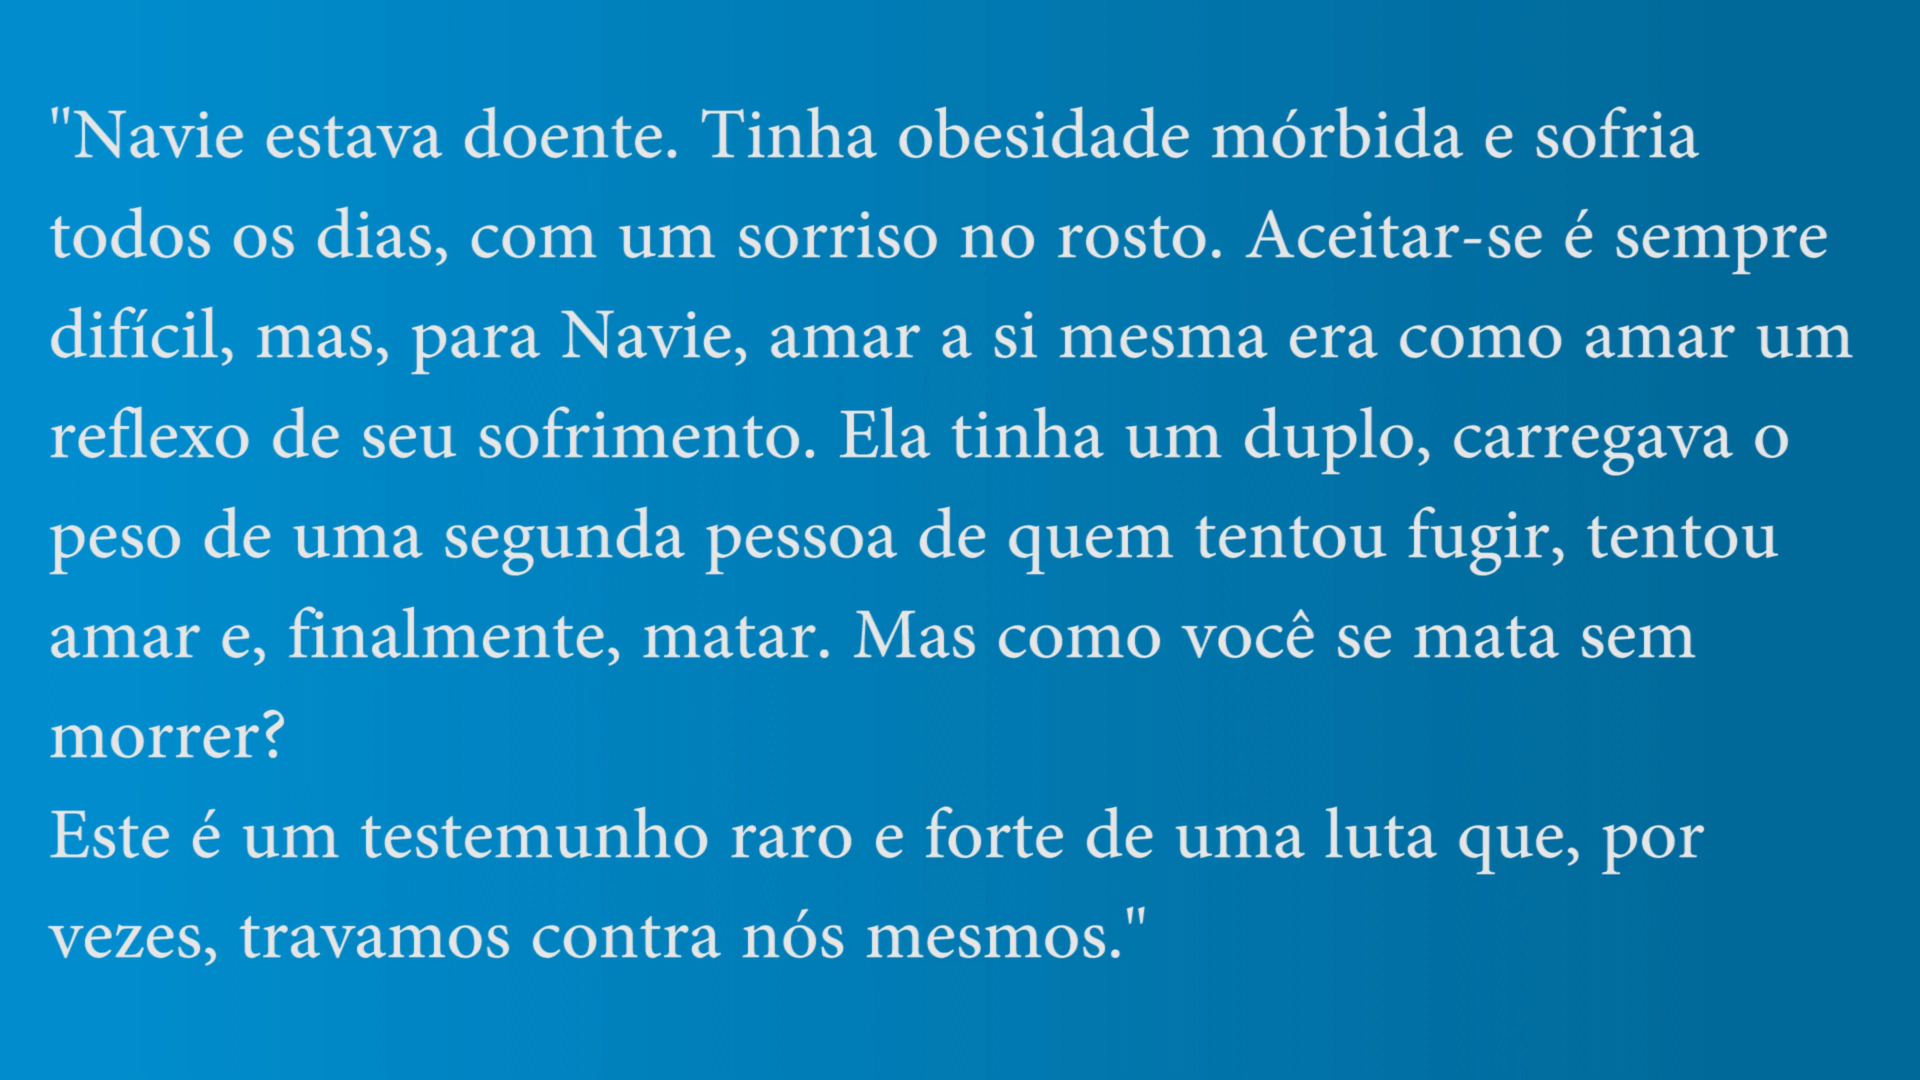 "Navie estava doente. Tinha obesidade mórbida e sofria
todos os dias, com um sorriso no rosto. Aceitar-se é sempre
difícil, mas, para Navie, amar a si mesma era como amar um
reflexo de seu sofrimento. Ela tinha um duplo, carregava o
peso de uma segunda pessoa de quem tentou fugir, tentou
amar e, finalmente, matar. Mas como você se mata sem
morrer?
Este é um testemunho raro e forte de uma luta que, por
vezes, travamos contra nós mesmos."